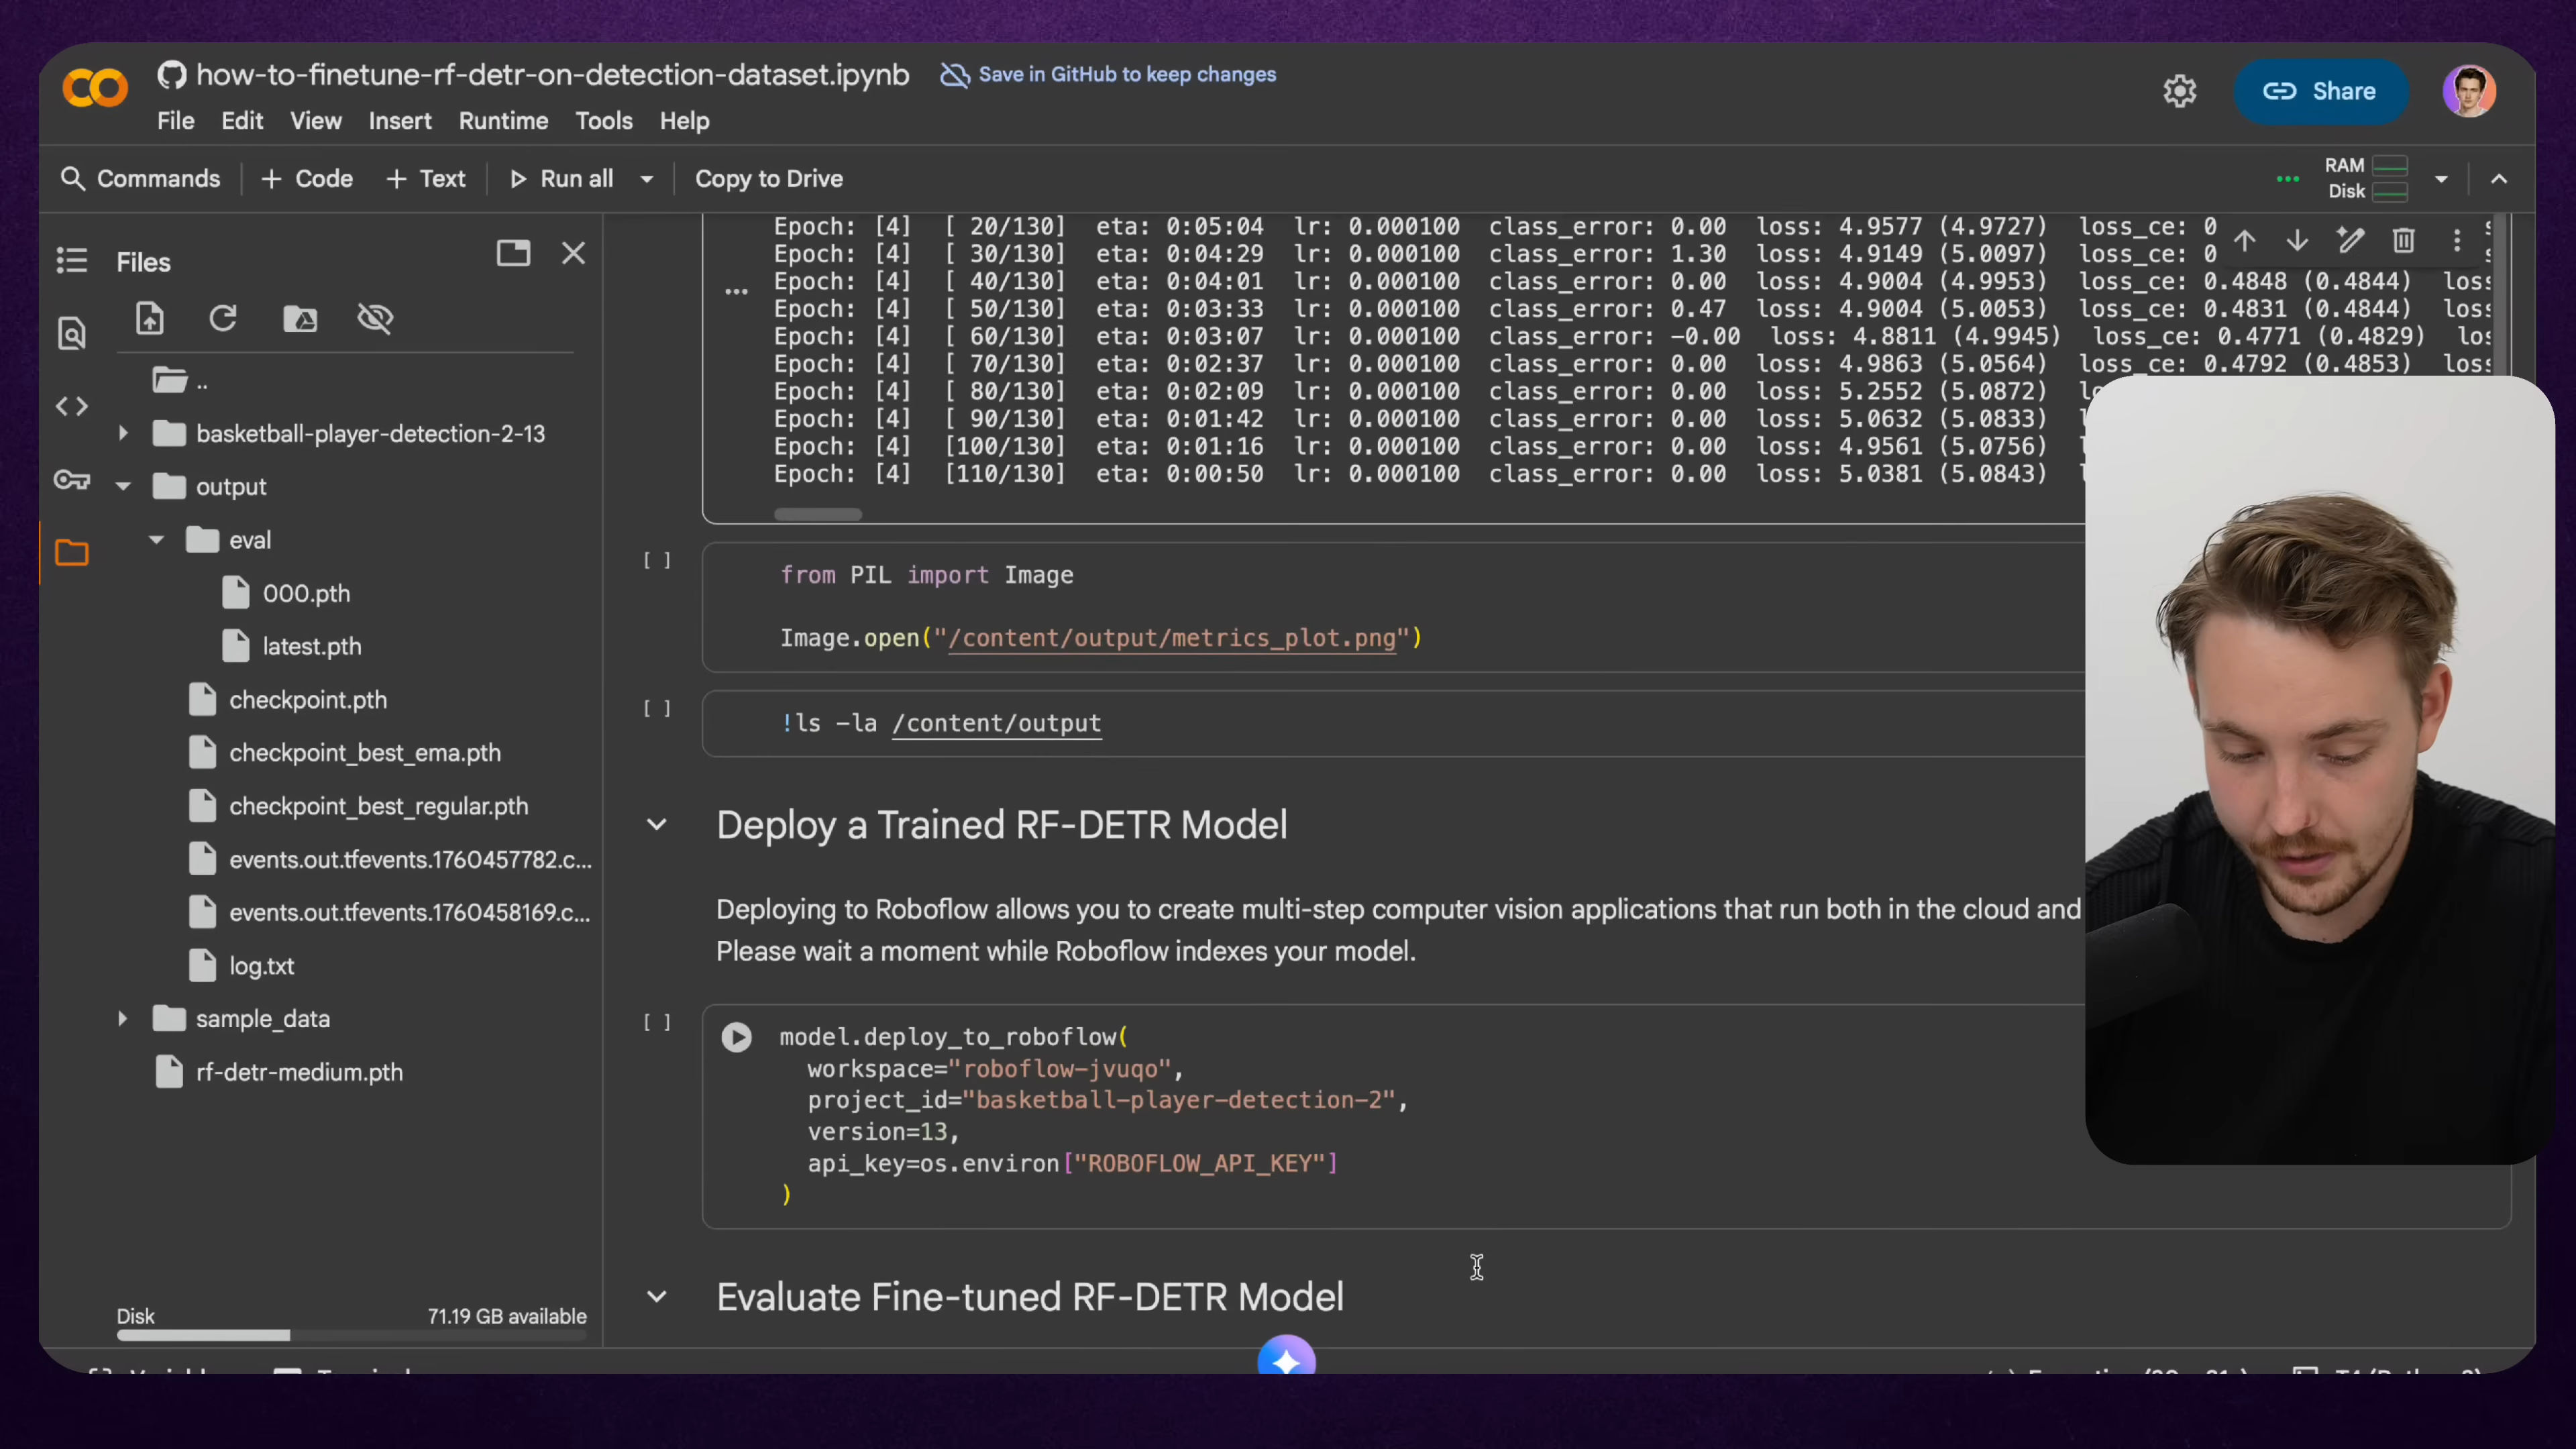 how-to-finetune-rf-detr-on-detection-dataset.ipynb
Save in GitHub to keep changes
Share
File Edit View Insert Runtime Tools Help
Commands + Code + Text Run all Copy to Drive
RAM
Disk
Files
..
basketball-player-detection-2-13
output
eval
000.pth
latest.pth
checkpoint.pth
checkpoint_best_ema.pth
checkpoint_best_regular.pth
events.out.tfevents.1760457782.c...
events.out.tfevents.1760458169.c...
log.txt
sample_data
rf-detr-medium.pth
Disk 71.19 GB available
Epoch: [4] [ 20/130] eta: 0:05:04 lr: 0.000100 class_error: 0.00 loss: 4.9577 (4.9727) loss_ce: 0
Epoch: [4] [ 30/130] eta: 0:04:29 lr: 0.000100 class_error: 1.30 loss: 4.9149 (5.0097) loss_ce: 0
Epoch: [4] [ 40/130] eta: 0:04:01 lr: 0.000100 class_error: 0.00 loss: 4.9004 (4.9953) loss_ce: 0.4848 (0.4844) los
Epoch: [4] [ 50/130] eta: 0:03:33 lr: 0.000100 class_error: 0.47 loss: 4.9004 (5.0053) loss_ce: 0.4831 (0.4844) los
Epoch: [4] [ 60/130] eta: 0:03:07 lr: 0.000100 class_error: -0.00 loss: 4.8811 (4.9945) loss_ce: 0.4771 (0.4829) los
Epoch: [4] [ 70/130] eta: 0:02:37 lr: 0.000100 class_error: 0.00 loss: 4.9863 (5.0564) loss_ce: 0.4792 (0.4853) los
Epoch: [4] [ 80/130] eta: 0:02:09 lr: 0.000100 class_error: 0.00 loss: 5.2552 (5.0872)
Epoch: [4] [ 90/130] eta: 0:01:42 lr: 0.000100 class_error: 0.00 loss: 5.0632 (5.0833)
Epoch: [4] [100/130] eta: 0:01:16 lr: 0.000100 class_error: 0.00 loss: 4.9561 (5.0756)
Epoch: [4] [110/130] eta: 0:00:50 lr: 0.000100 class_error: 0.00 loss: 5.0381 (5.0843)
[ ] from PIL import Image
Image.open("/content/output/metrics_plot.png")
[ ] !ls -la /content/output
Deploy a Trained RF-DETR Model
Deploying to Roboflow allows you to create multi-step computer vision applications that run both in the cloud and
Please wait a moment while Roboflow indexes your model.
[ ] model.deploy_to_roboflow(
workspace="roboflow-jvuqo",
project_id="basketball-player-detection-2",
version=13,
api_key=os.environ["ROBOFLOW_API_KEY"]
)
Evaluate Fine-tuned RF-DETR Model